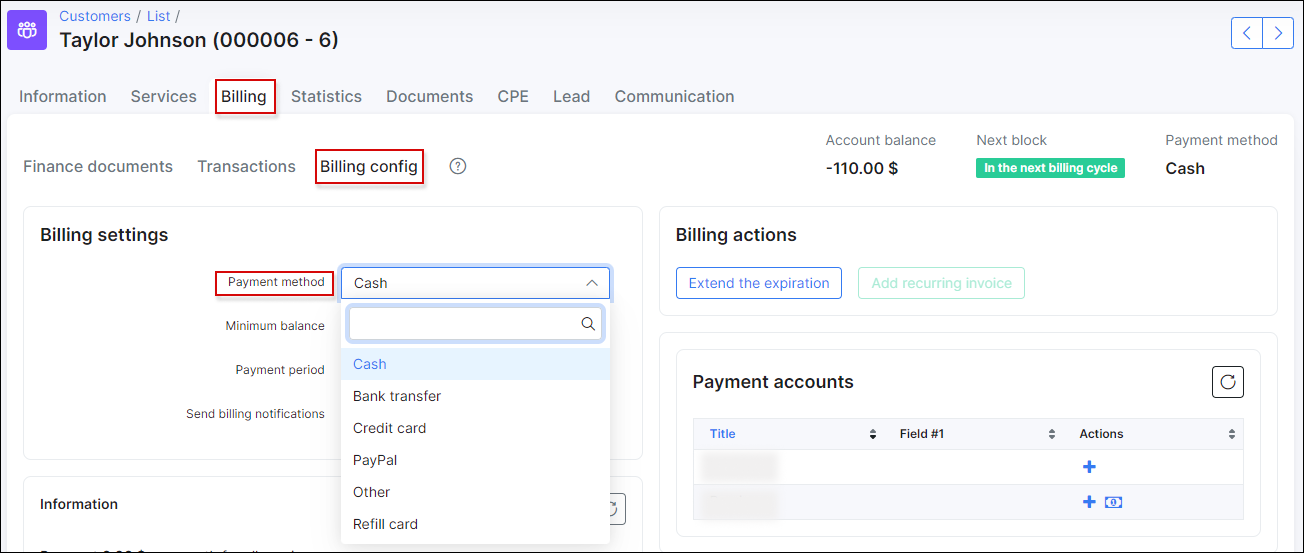 Customers / List /
Taylor Johnson (000006 - 6)
Information Services Billing Statistics Documents CPE Lead Communication
Finance documents Transactions Billing config ?
Account balance Next block Payment method
-110.00 $ In the next billing cycle Cash
Billing settings
Payment method Cash
Minimum balance
Payment period
Send billing notifications
Cash
Bank transfer
Credit card
PayPal
Other
Refill card
Information
Billing actions
Extend the expiration Add recurring invoice
Payment accounts
Title Field #1 Actions